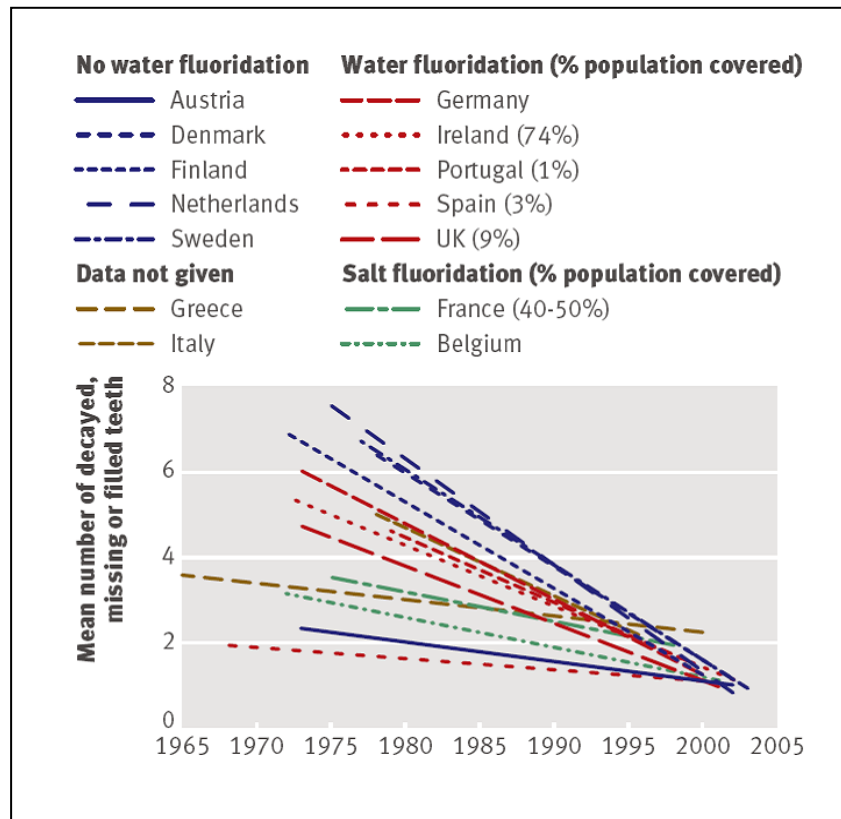 No water fluoridation
Austria
Denmark
Finland
Netherlands
Sweden
Water fluoridation (% population covered)
Germany
Ireland (74%)
Portugal (1%)
Spain (3%)
UK (9%)
Data not given
Greece
Italy
Salt fluoridation (% population covered)
France (40-50%)
Belgium
Mean number of decayed,
missing or filled teeth
8
6
4
2
0
1965 1970 1975 1980 1985 1990 1995 2000 2005